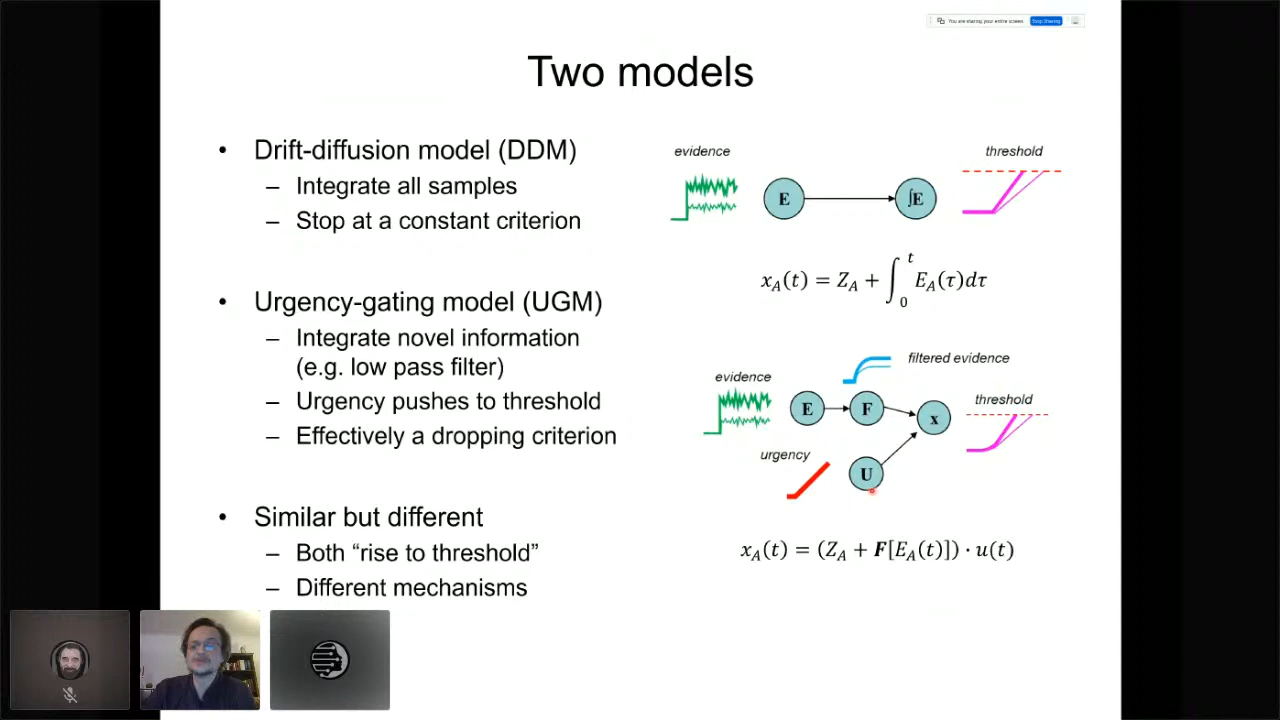 You are sharing your entire screen. Stop Sharing
Two models
• Drift-diffusion model (DDM)
– Integrate all samples
– Stop at a constant criterion
• Urgency-gating model (UGM)
– Integrate novel information
(e.g. low pass filter)
– Urgency pushes to threshold
– Effectively a dropping criterion
• Similar but different
– Both “rise to threshold”
– Different mechanisms
evidence
threshold
E
∫E
x_A(t) = Z_A + ∫_0^t E_A(τ)dτ
filtered evidence
evidence
threshold
E
F
x
urgency
U
x_A(t) = (Z_A + F[E_A(t)]) · u(t)